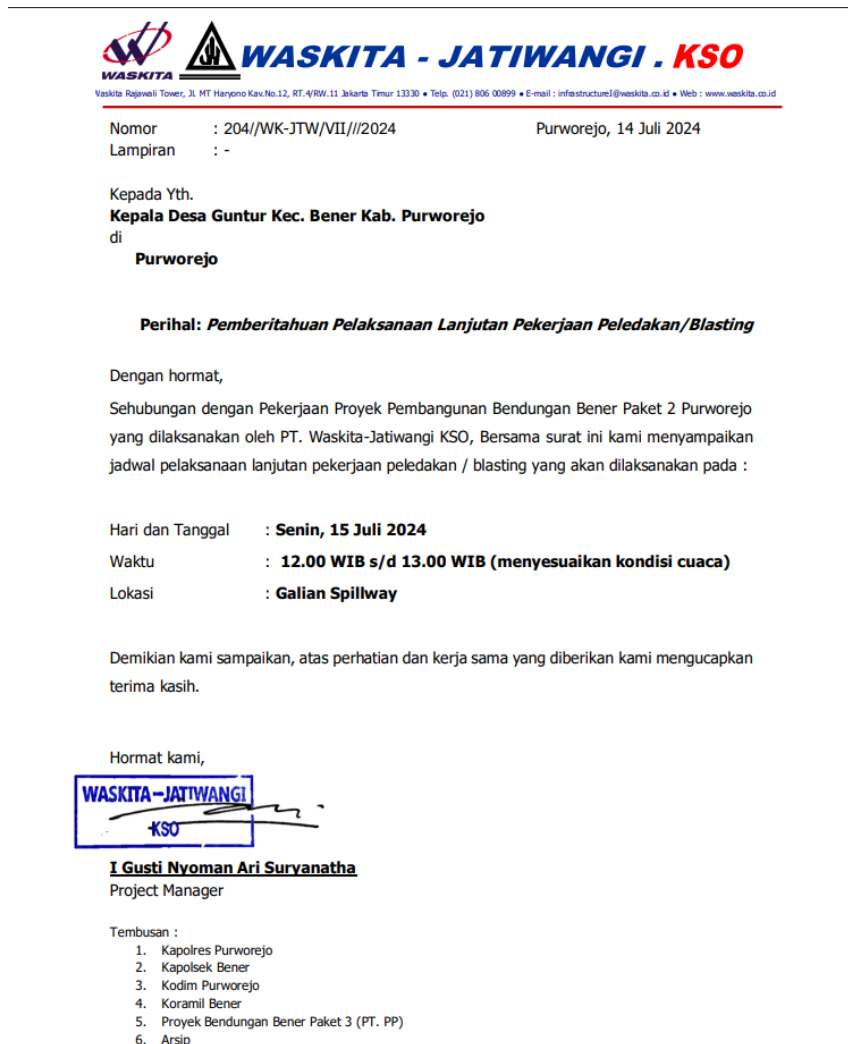 WASKITA
WASKITA - JATIWANGI . KSO
Waskita Rajawali Tower, Jl. MT Haryono Kav.No.12, RT.4/RW.11 Jakarta Timur 13330 ● Telp. (021) 806 00899 ● E-mail : infrastructureI@waskita.co.id ● Web : www.waskita.co.id
Nomor : 204//WK-JTW/VII///2024 Purworejo, 14 Juli 2024
Lampiran : -
Kepada Yth.
Kepala Desa Guntur Kec. Bener Kab. Purworejo
di
Purworejo
Perihal: Pemberitahuan Pelaksanaan Lanjutan Pekerjaan Peledakan/Blasting
Dengan hormat,
Sehubungan dengan Pekerjaan Proyek Pembangunan Bendungan Bener Paket 2 Purworejo
yang dilaksanakan oleh PT. Waskita-Jatiwangi KSO, Bersama surat ini kami menyampaikan
jadwal pelaksanaan lanjutan pekerjaan peledakan / blasting yang akan dilaksanakan pada :
Hari dan Tanggal : Senin, 15 Juli 2024
Waktu : 12.00 WIB s/d 13.00 WIB (menyesuaikan kondisi cuaca)
Lokasi : Galian Spillway
Demikian kami sampaikan, atas perhatian dan kerja sama yang diberikan kami mengucapkan
terima kasih.
Hormat kami,
WASKITA-JATIWANGI
KSO
I Gusti Nyoman Ari Suryanatha
Project Manager
Tembusan :
1. Kapolres Purworejo
2. Kapolsek Bener
3. Kodim Purworejo
4. Koramil Bener
5. Proyek Bendungan Bener Paket 3 (PT. PP)
6. Arsip